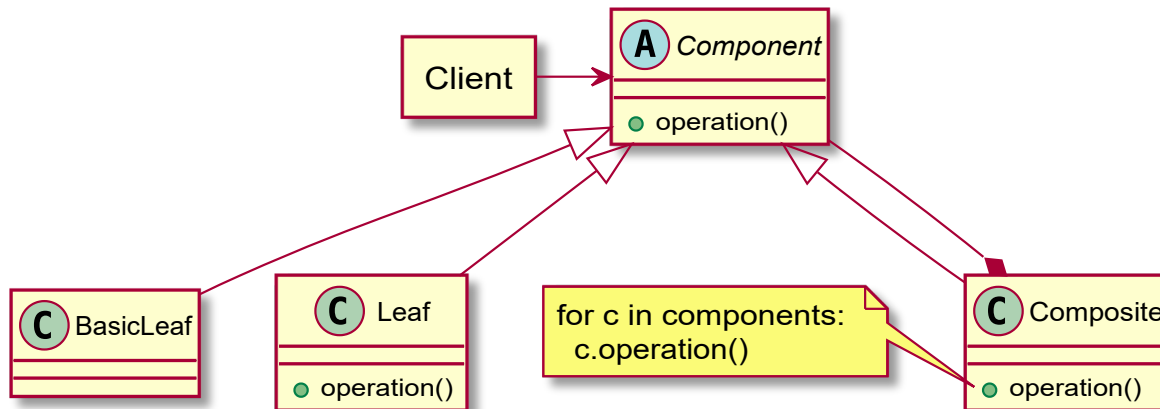 Client
A Component
operation()
C BasicLeaf
C Leaf
operation()
for c in components:
c.operation()
C Composite
operation()